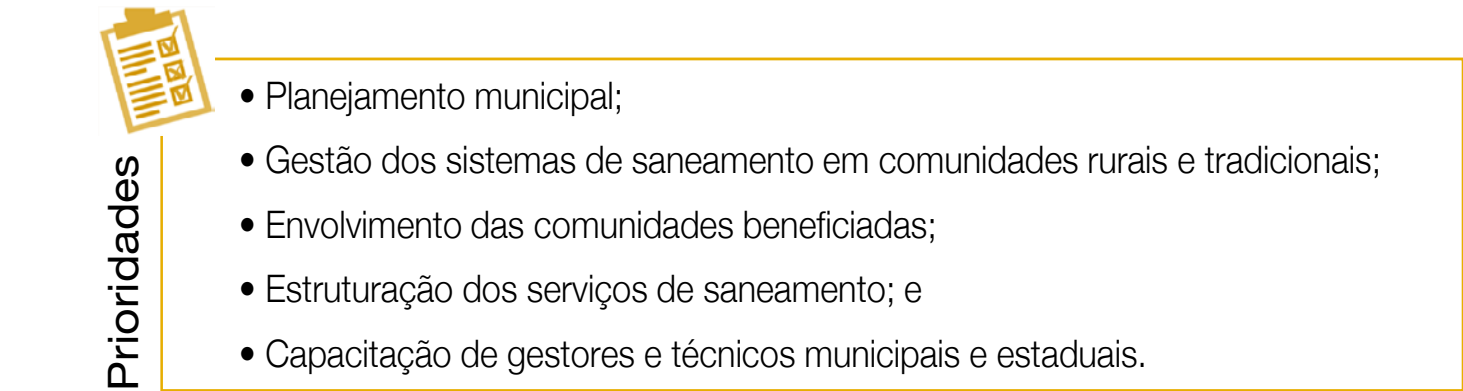 Prioridades
• Planejamento municipal;
• Gestão dos sistemas de saneamento em comunidades rurais e tradicionais;
• Envolvimento das comunidades beneficiadas;
• Estruturação dos serviços de saneamento; e
• Capacitação de gestores e técnicos municipais e estaduais.